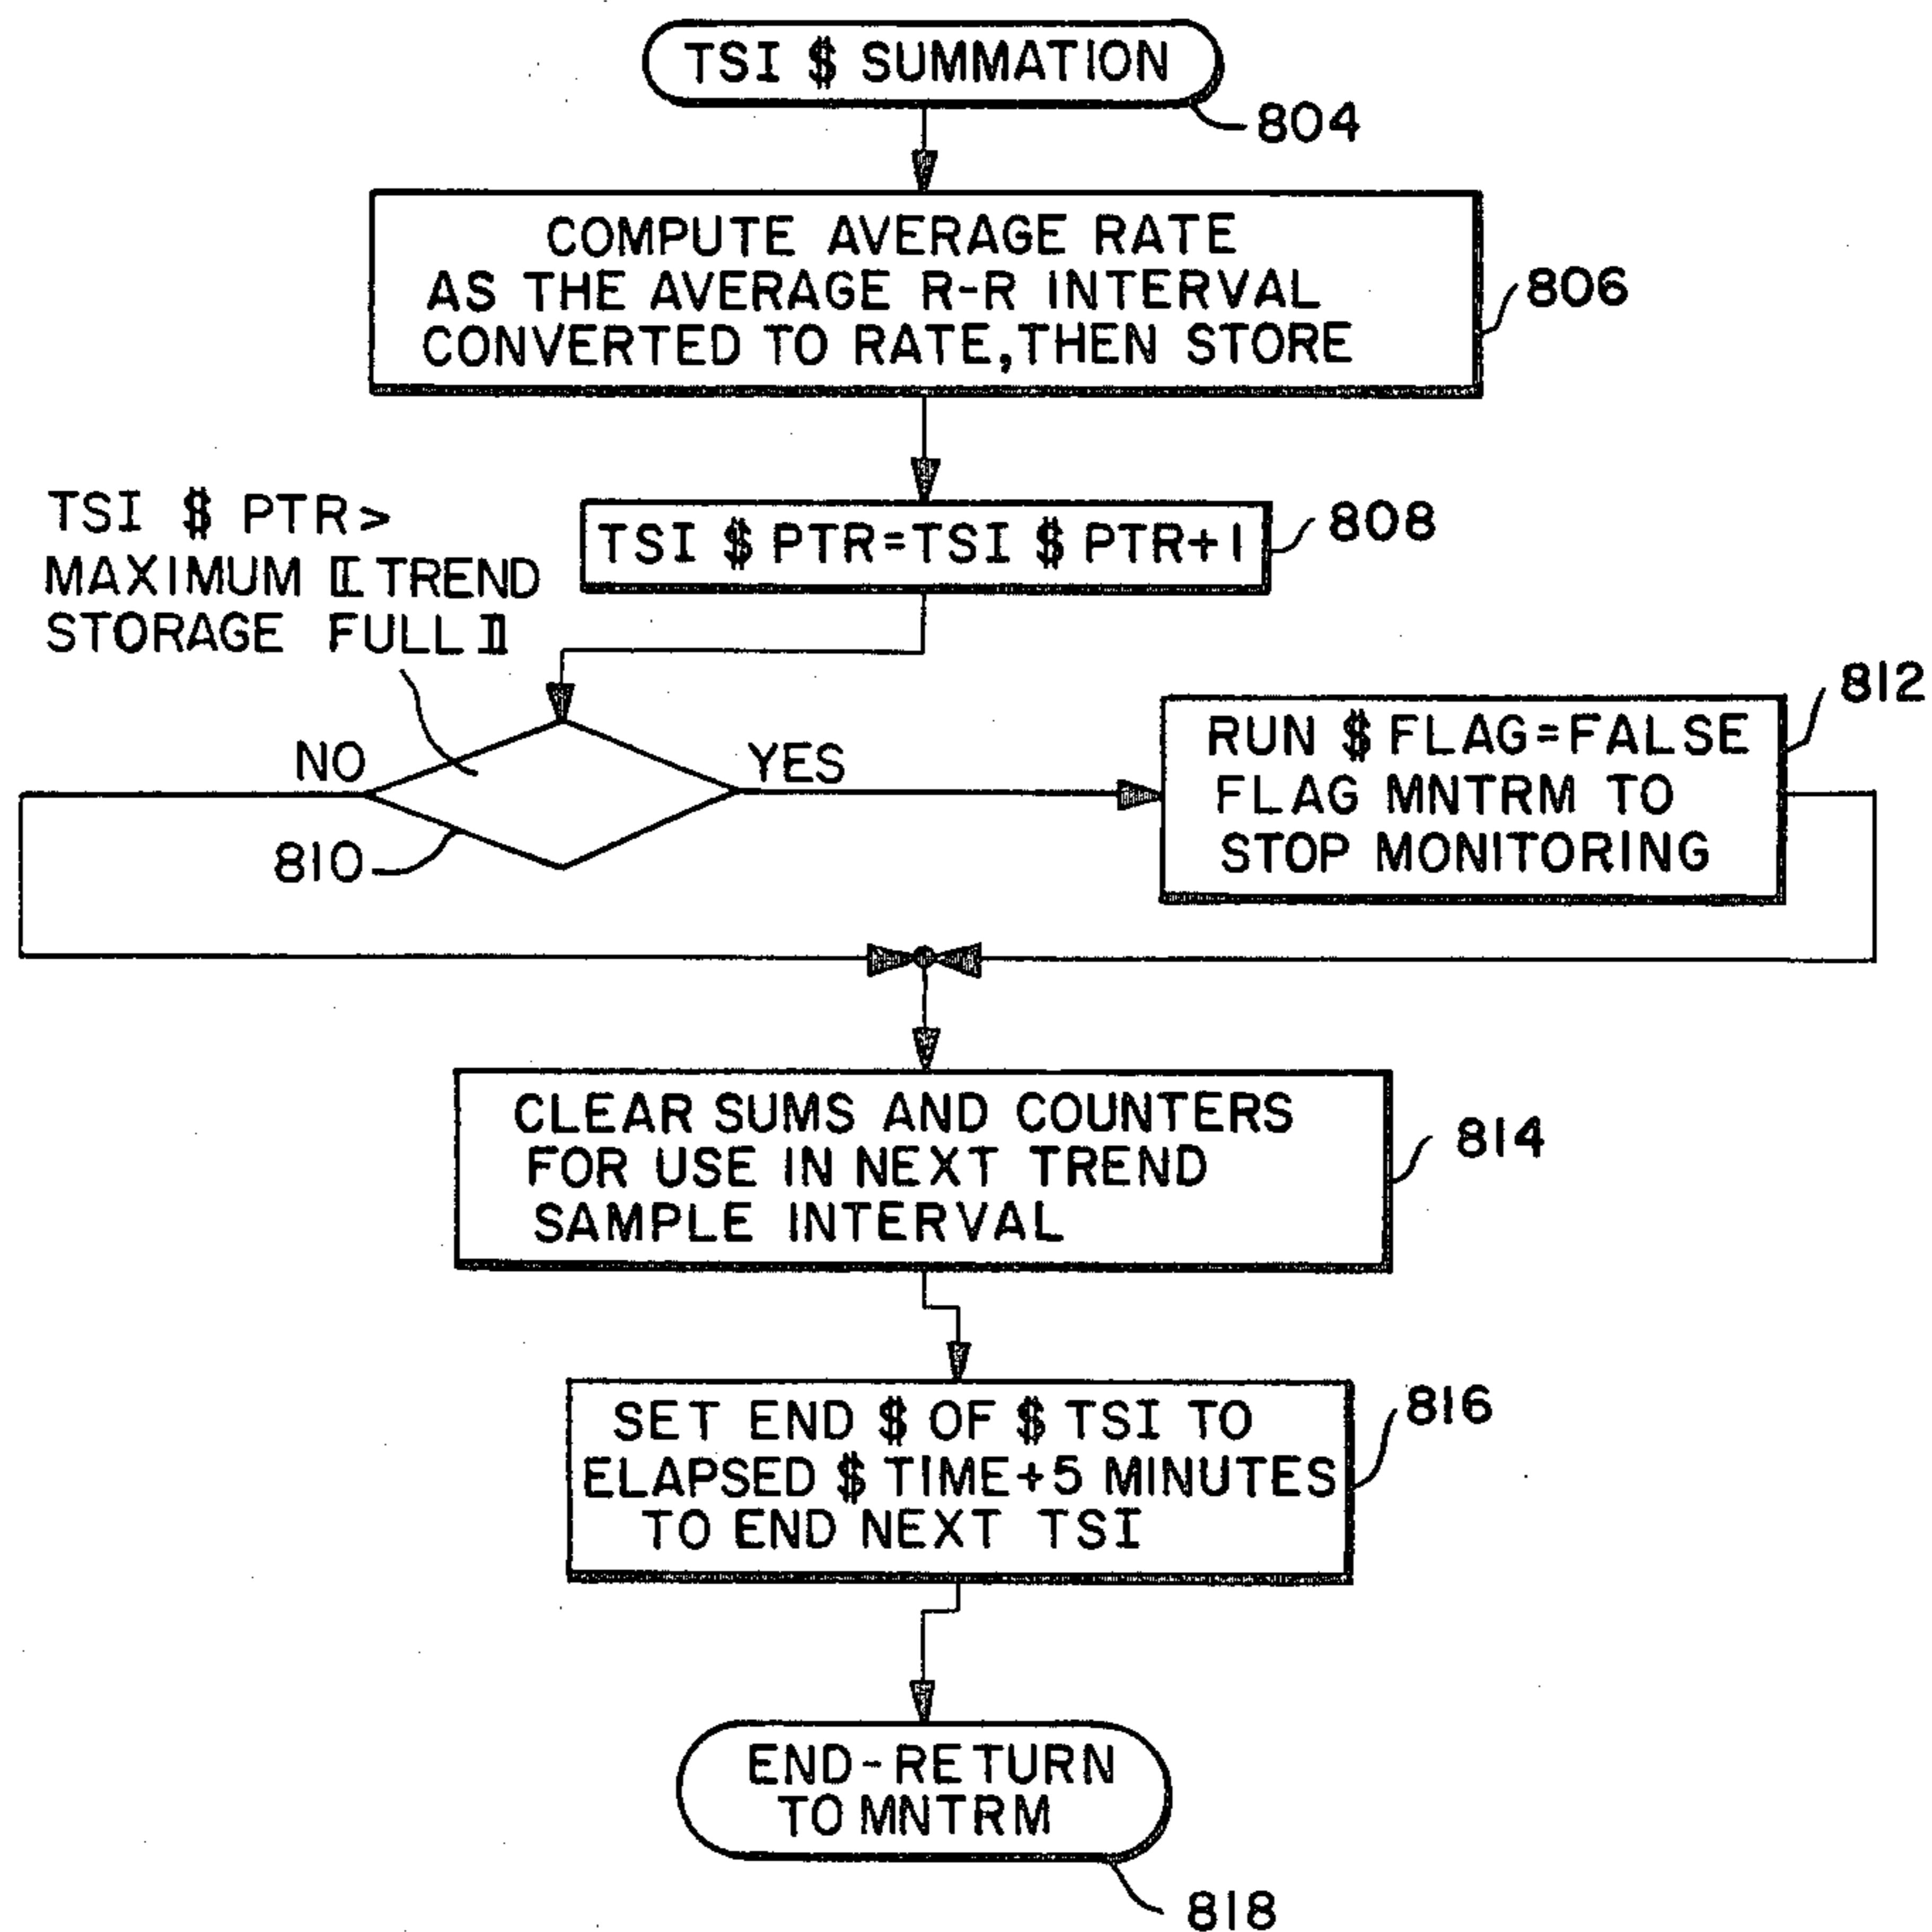 TSI $ SUMMATION
804
COMPUTE AVERAGE RATE
AS THE AVERAGE R-R INTERVAL
CONVERTED TO RATE, THEN STORE
806
TSI $ PTR=TSI $ PTR+1
808
TSI $ PTR>
MAXIMUM [TREND
STORAGE FULL]
NO
YES
810
RUN $ FLAG=FALSE
FLAG MNTRM TO
STOP MONITORING
812
CLEAR SUMS AND COUNTERS
FOR USE IN NEXT TREND
SAMPLE INTERVAL
814
SET END $ OF $ TSI TO
ELAPSED $ TIME+5 MINUTES
TO END NEXT TSI
816
END-RETURN
TO MNTRM
818